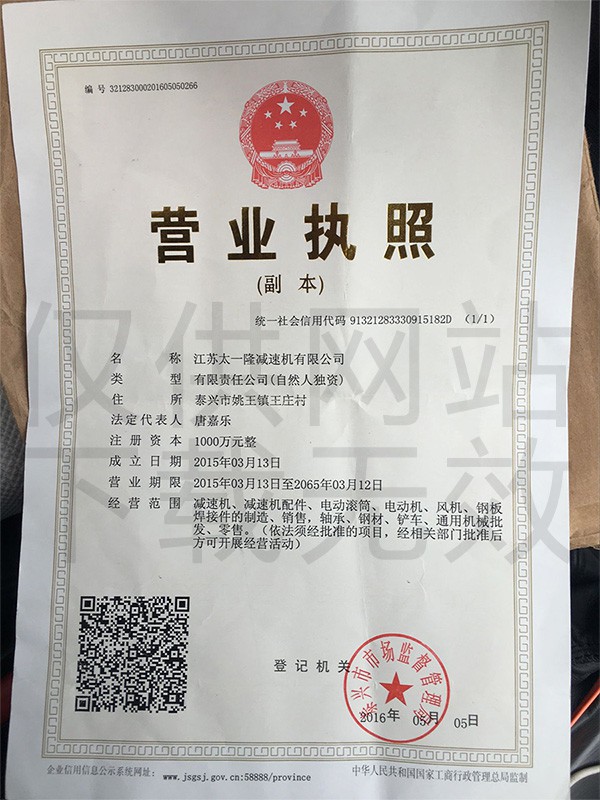 编 号 321283000201605050266
营业执照
(副 本)
统一社会信用代码 91321283330915182D (1/1)
名 称 江苏太一隆减速机有限公司
类 型 有限责任公司(自然人独资)
住 所 泰兴市姚王镇王庄村
法定代表人 唐嘉乐
注册资本 1000万元整
成立日期 2015年03月13日
营业期限 2015年03月13日至2065年03月12日
经营范围 减速机、减速机配件、电动滚筒、电动机、风机、钢板
焊接件的制造、销售，轴承、钢材、铲车、通用机械批
发、零售。（依法须经批准的项目，经相关部门批准后
方可开展经营活动）
仅供网站
下载无效
登记机关
泰兴市市场监督管理局
2016年 05月 05日
企业信用信息公示系统网址： www.jsgsj.gov.cn:58888/province
中华人民共和国国家工商行政管理总局监制